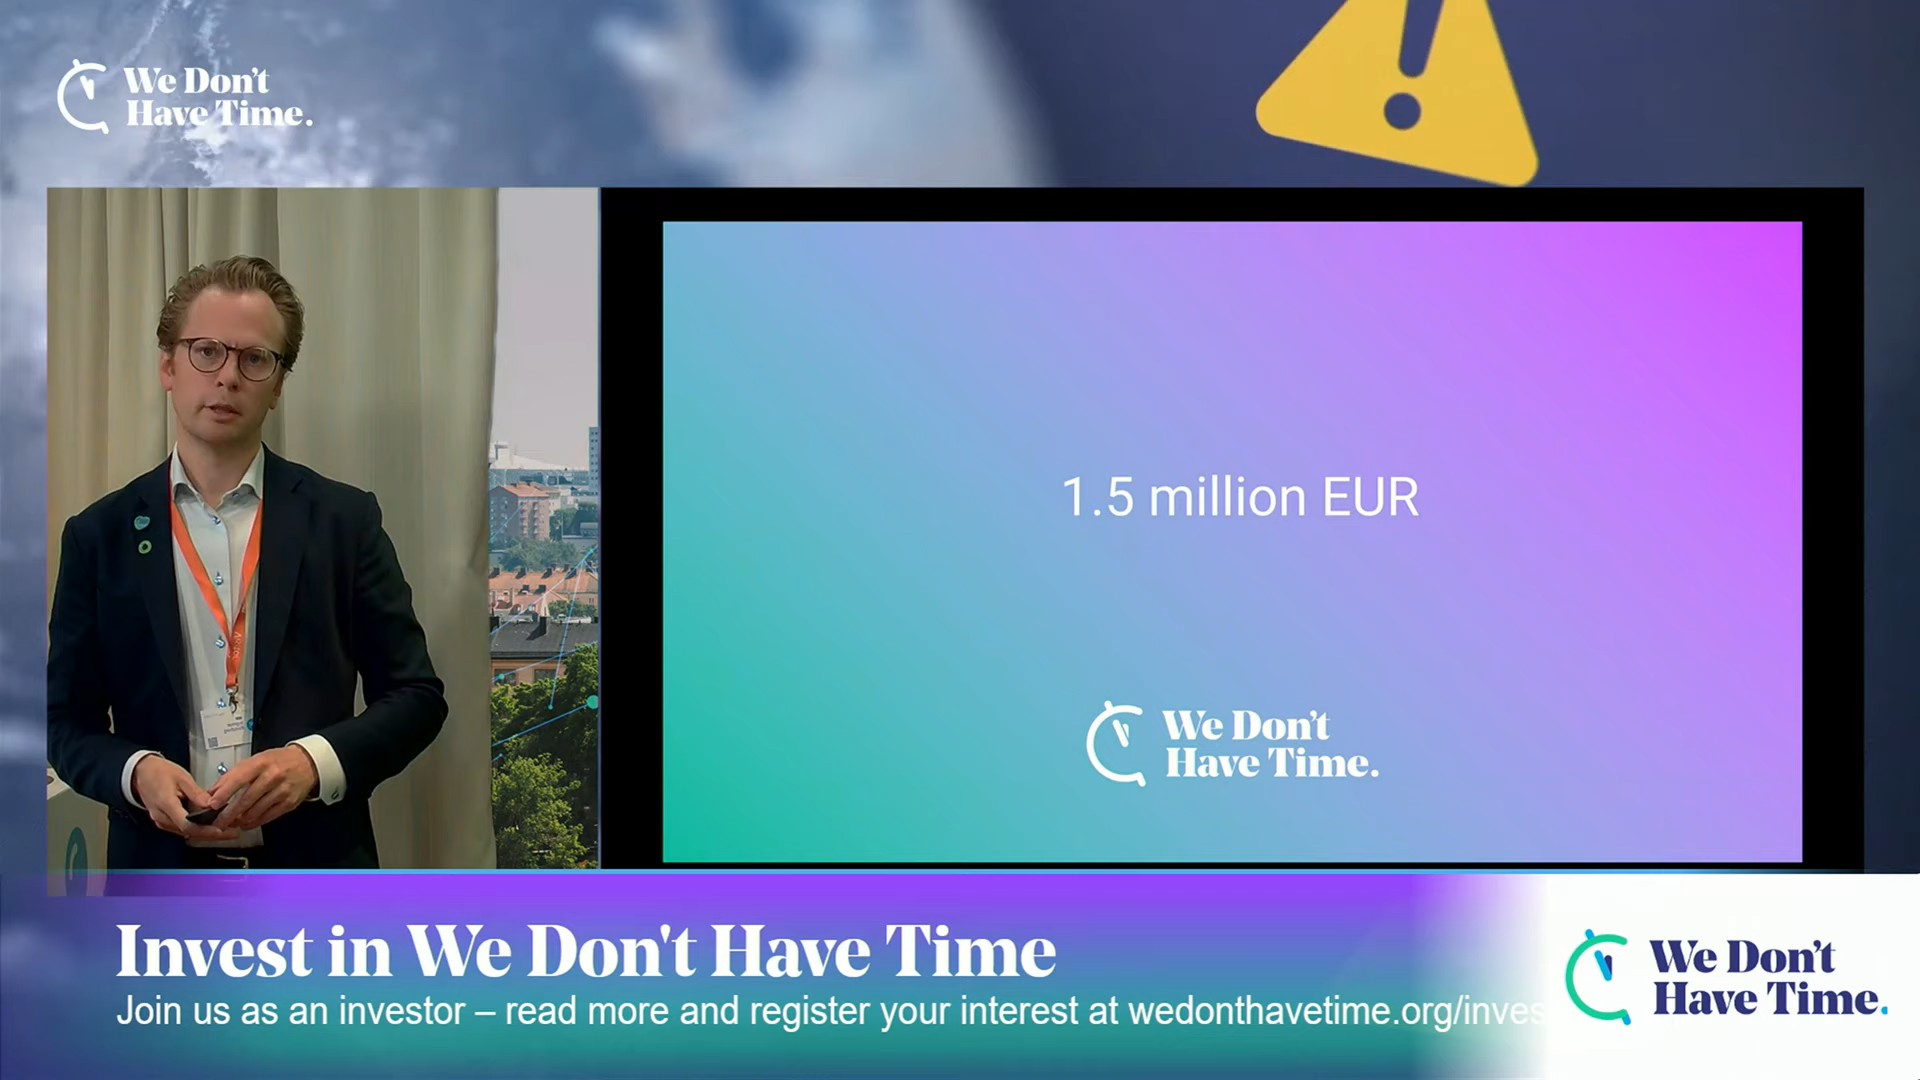 We Don't
Have Time.
1.5 million EUR
We Don't
Have Time.
Invest in We Don't Have Time
Join us as an investor – read more and register your interest at wedonthavetime.org/inves
We Don't
Have Time.